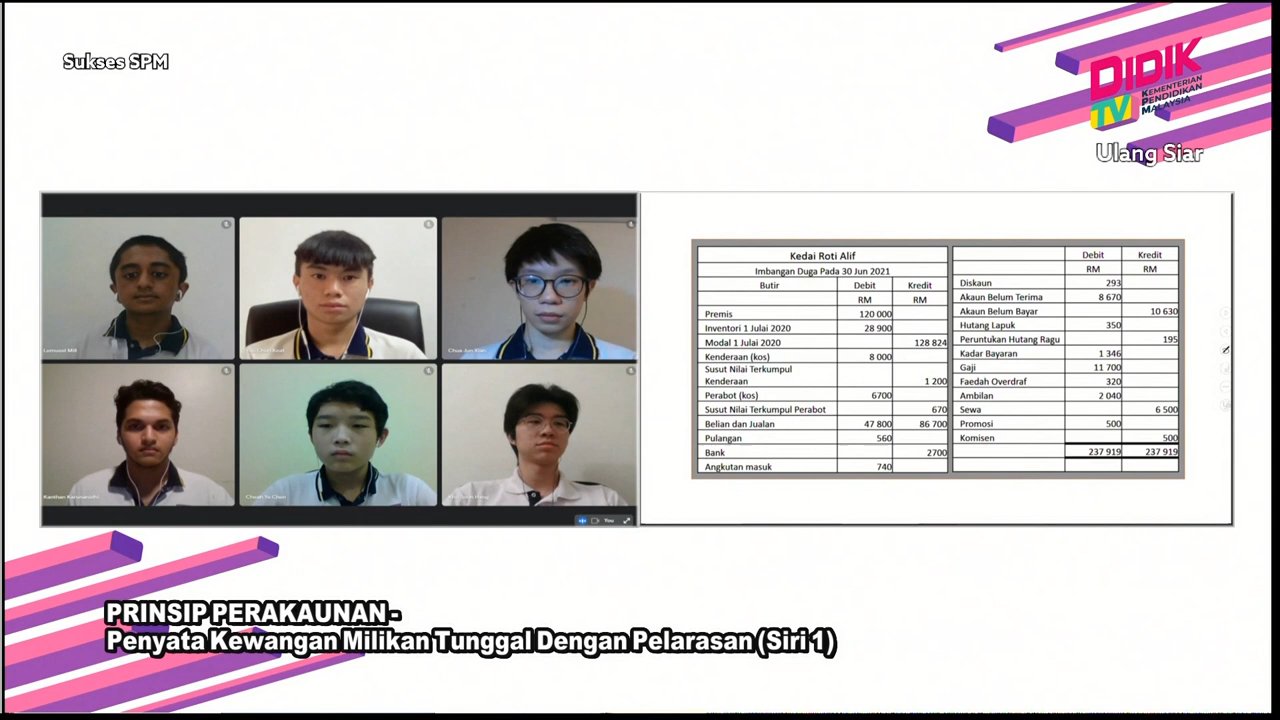 Sukses SPM
DIDIK
TV
KEMENTERIAN
PENDIDIKAN
MALAYSIA
Ulang Siar
Kedai Roti Alif
Imbangan Duga Pada 30 Jun 2021
Butir Debit Kredit
RM RM
Premis 120 000
Inventori 1 Julai 2020 28 900
Modal 1 Julai 2020 128 824
Kenderaan (kos) 8 000
Susut Nilai Terkumpul
Kenderaan 1 200
Perabot (kos) 6700
Susut Nilai Terkumpul Perabot 670
Belian dan Jualan 47 800 86 700
Pulangan 560
Bank 2700
Angkutan masuk 740
Debit Kredit
RM RM
Diskaun 293
Akaun Belum Terima 8 670
Akaun Belum Bayar 10 630
Hutang Lapuk 350
Peruntukan Hutang Ragu 195
Kadar Bayaran 1 346
Gaji 11 700
Faedah Overdraf 320
Ambilan 2 040
Sewa 6 500
Promosi 500
Komisen 500
237 919 237 919
You
PRINSIP PERAKAUNAN -
Penyata Kewangan Milikan Tunggal Dengan Pelarasan (Siri 1)